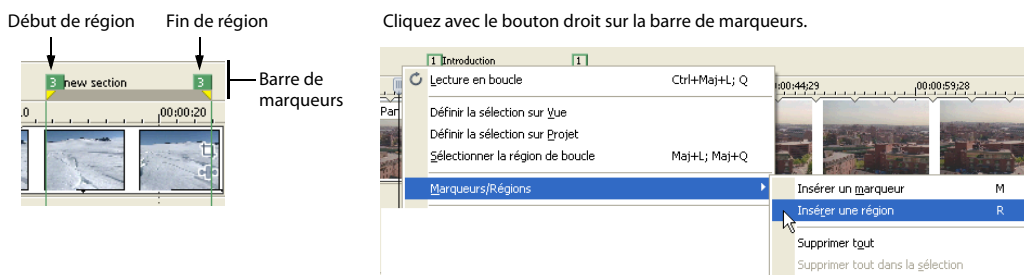 Début de région Fin de région
3 new section 3
Barre de
marqueurs
.0 00:00:20
Cliquez avec le bouton droit sur la barre de marqueurs.
1 Introduction 1
Lecture en boucle Ctrl+Maj+L; Q
:00:44;29 00:00:59;28
Par
Définir la sélection sur Vue
Définir la sélection sur Projet
Sélectionner la région de boucle Maj+L; Maj+Q
Marqueurs/Régions
Insérer un marqueur M
Insérer une région R
Supprimer tout
Supprimer tout dans la sélection